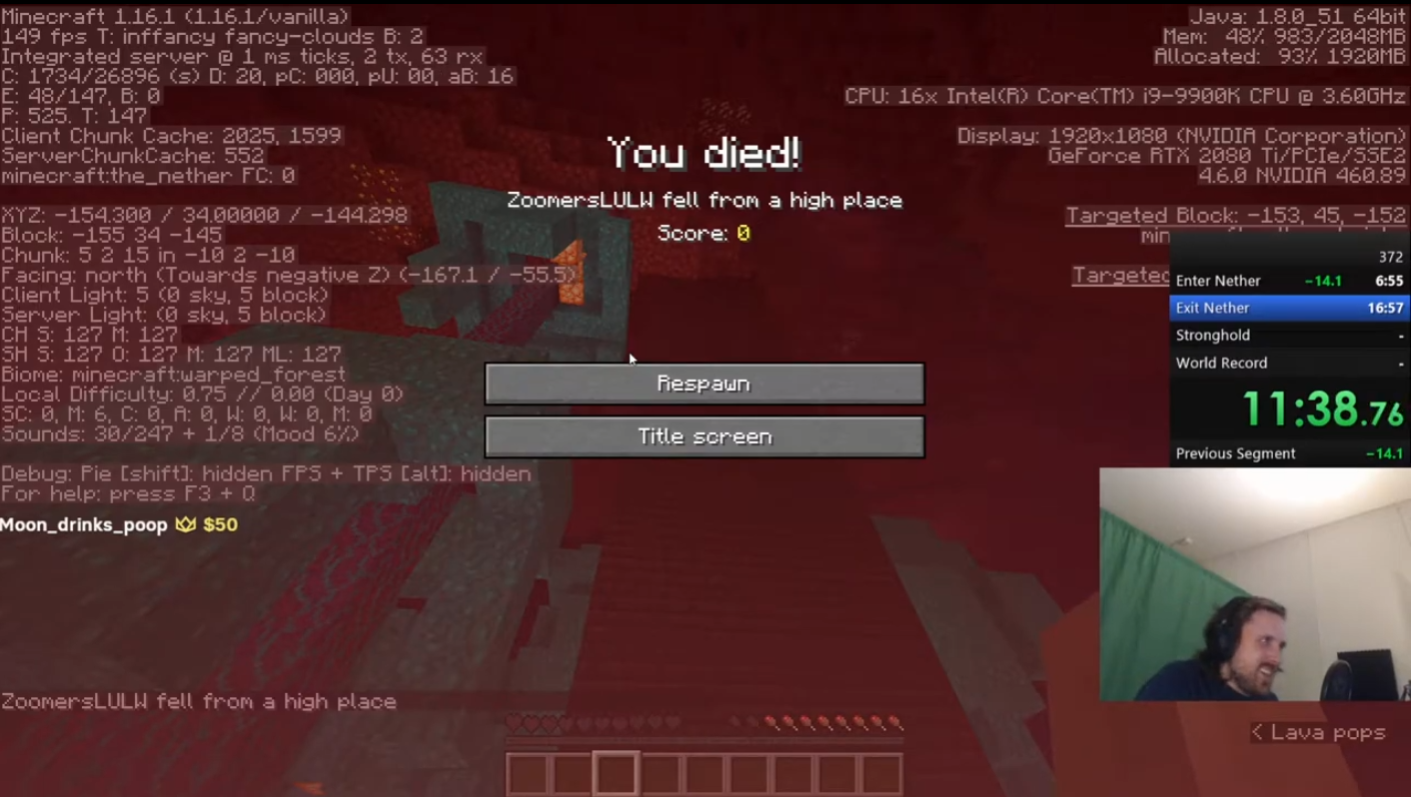 Minecraft 1.16.1 (1.16.1/vanilla)
149 fps T: inffancy fancy-clouds B: 2
Integrated server @ 1 ms ticks, 2 tx, 63 rx
C: 1734/26896 (s) D: 20, pC: 000, pU: 00, aB: 16
E: 48/147, B: 0
P: 525. T: 147
Client Chunk Cache: 2025, 1599
ServerChunkCache: 552
minecraft:the_nether FC: 0
XYZ: -154.300 / 34.00000 / -144.298
Block: -155 34 -145
Chunk: 5 2 15 in -10 2 -10
Facing: north (Towards negative Z) (-167.1 / -55.5)
Client Light: 5 (0 sky, 5 block)
Server Light: (0 sky, 5 block)
CH S: 127 M: 127
SH S: 127 O: 127 M: 127 ML: 127
Biome: minecraft:warped_forest
Local Difficulty: 0.75 // 0.00 (Day 0)
SC: 0, M: 6, C: 0, A: 0, W: 0, W: 0, M: 0
Sounds: 30/247 + 1/8 (Mood 6%)
Debug: Pie [shift]: hidden FPS + TPS [alt]: hidden
For help: press F3 + Q
Moon_drinks_poop $50
ZoomersLULW fell from a high place
You died!
ZoomersLULW fell from a high place
Score: 0
Respawn
Title screen
Java: 1.8.0_51 64bit
Mem: 48% 983/2048MB
Allocated: 93% 1920MB
CPU: 16x Intel(R) Core(TM) i9-9900K CPU @ 3.60GHz
Display: 1920x1080 (NVIDIA Corporation)
GeForce RTX 2080 Ti/PCIe/SSE2
4.6.0 NVIDIA 460.89
Targeted Block: -153, 45, -152
Targeted
372
Enter Nether -14.1 6:55
Exit Nether 16:57
Stronghold -
World Record -
11:38.76
Previous Segment -14.1
< Lava pops